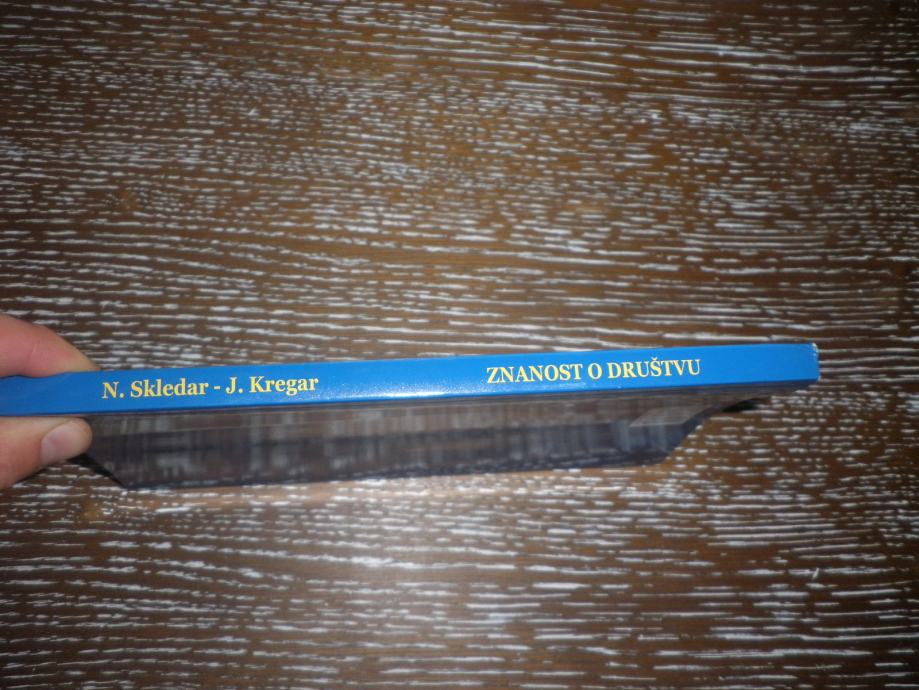 N. Skledar - J. Kregar ZNANOST O DRUŠTVU